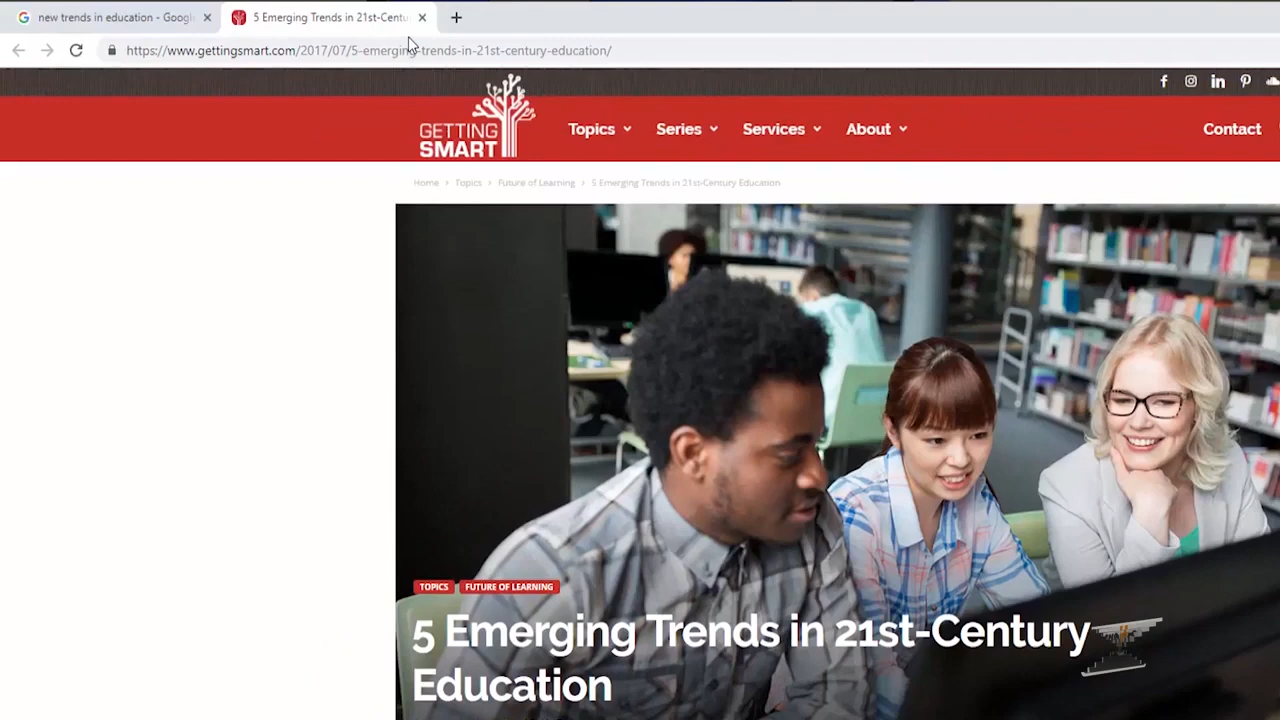 new trends in education - Googl
5 Emerging Trends in 21st-Centu
https://www.gettingsmart.com/2017/07/5-emerging-trends-in-21st-century-education/
GETTING
SMART
Topics
Series
Services
About
Contact
Home > Topics > Future of Learning > 5 Emerging Trends in 21st-Century Education
TOPICS
FUTURE OF LEARNING
5 Emerging Trends in 21st-Century
Education